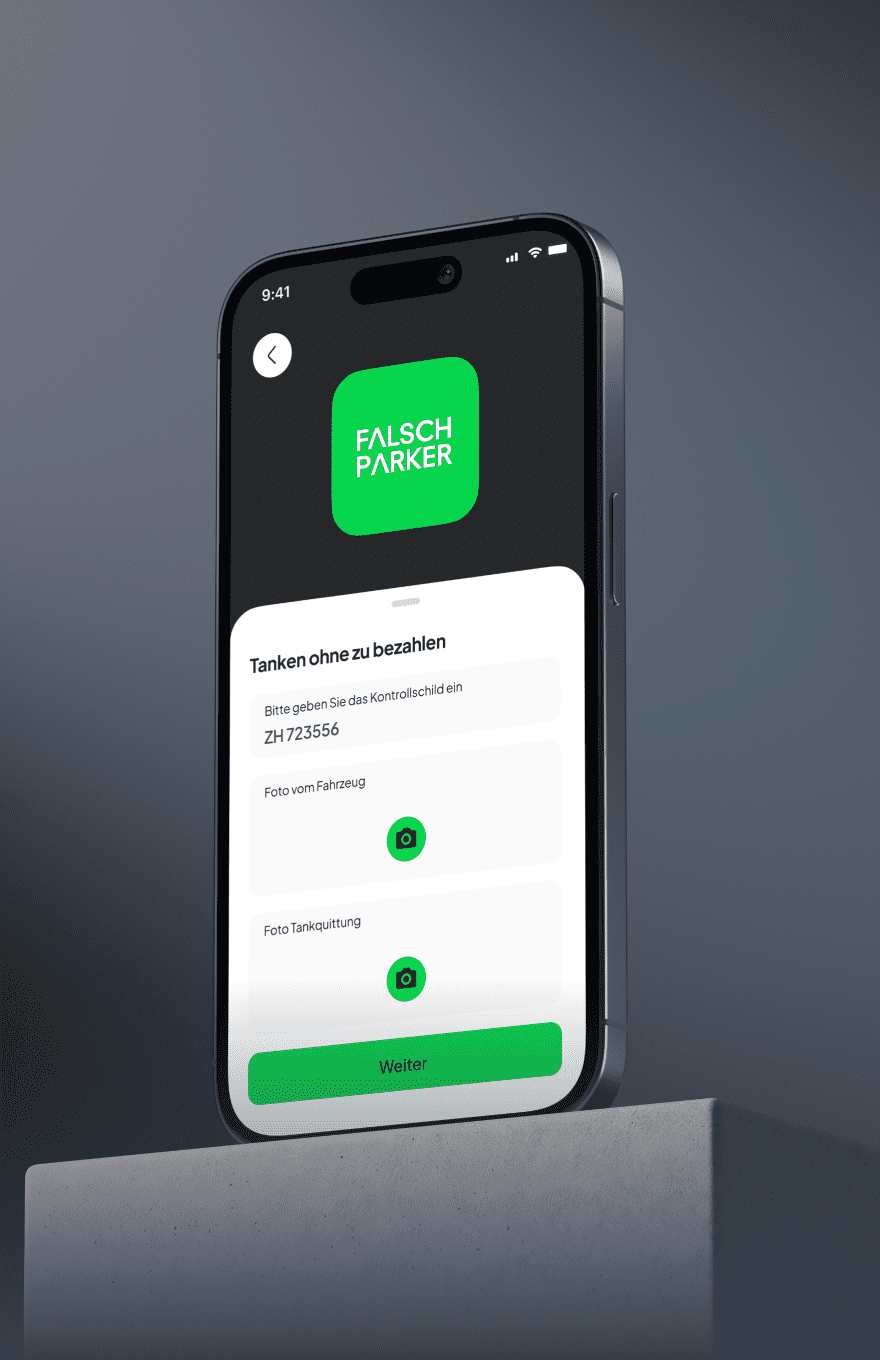 9:41
FALSCH
PARKER
Tanken ohne zu bezahlen
Bitte geben Sie das Kontrollschild ein
ZH 723556
Foto vom Fahrzeug
Foto Tankquittung
Weiter